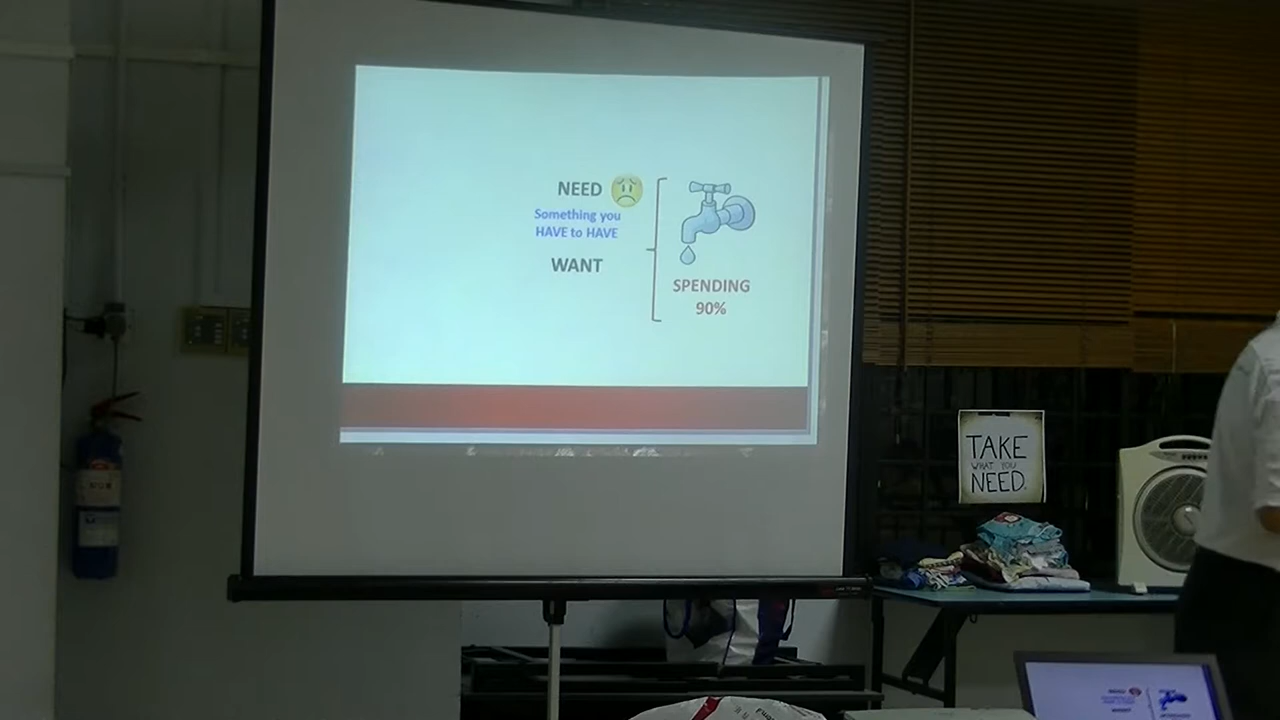 NEED
Something you
HAVE to HAVE
WANT
SPENDING
90%
TAKE
WHAT YOU
NEED.